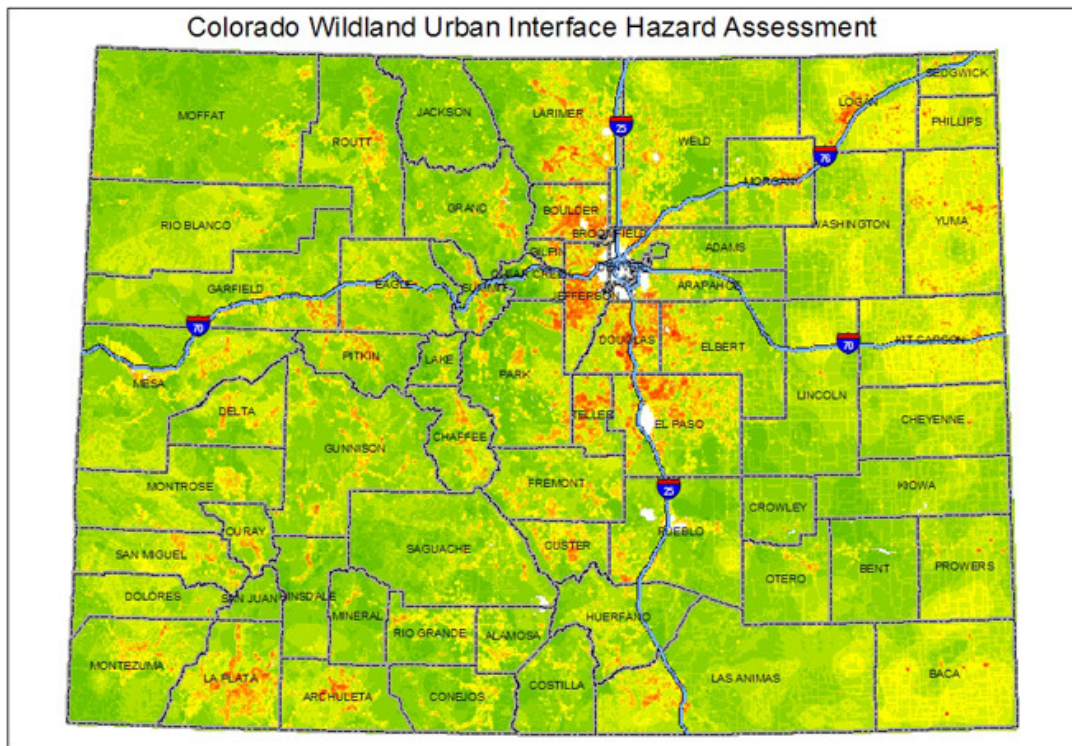 Colorado Wildland Urban Interface Hazard Assessment
SEDGWICK
LOGAN
MOFFAT
JACKSON
LARIMER
PHILLIPS
25
WELD
ROUTT
76
MORGAN
GRAND
BOULDER
RIO BLANCO
WASHINGTON
YUMA
BROOMFIELD
ADAMS
GILPIN
CLEAR CREEK
EAGLE
SUMMIT
GARFIELD
ARAPAHOE
JEFFERSON
70
DOUGLAS
ELBERT
70
KIT CARSON
PITKIN
LAKE
PARK
MESA
LINCOLN
DELTA
TELLER
EL PASO
CHEYENNE
CHAFFEE
GUNNISON
MONTROSE
FREMONT
25
KIOWA
CROWLEY
OURAY
PUEBLO
SAGUACHE
CUSTER
SAN MIGUEL
OTERO
BENT
PROWERS
DOLORES
SAN JUAN
HINSDALE
MINERAL
HUERFANO
RIO GRANDE
ALAMOSA
MONTEZUMA
LA PLATA
BACA
LAS ANIMAS
COSTILLA
ARCHULETA
CONEJOS